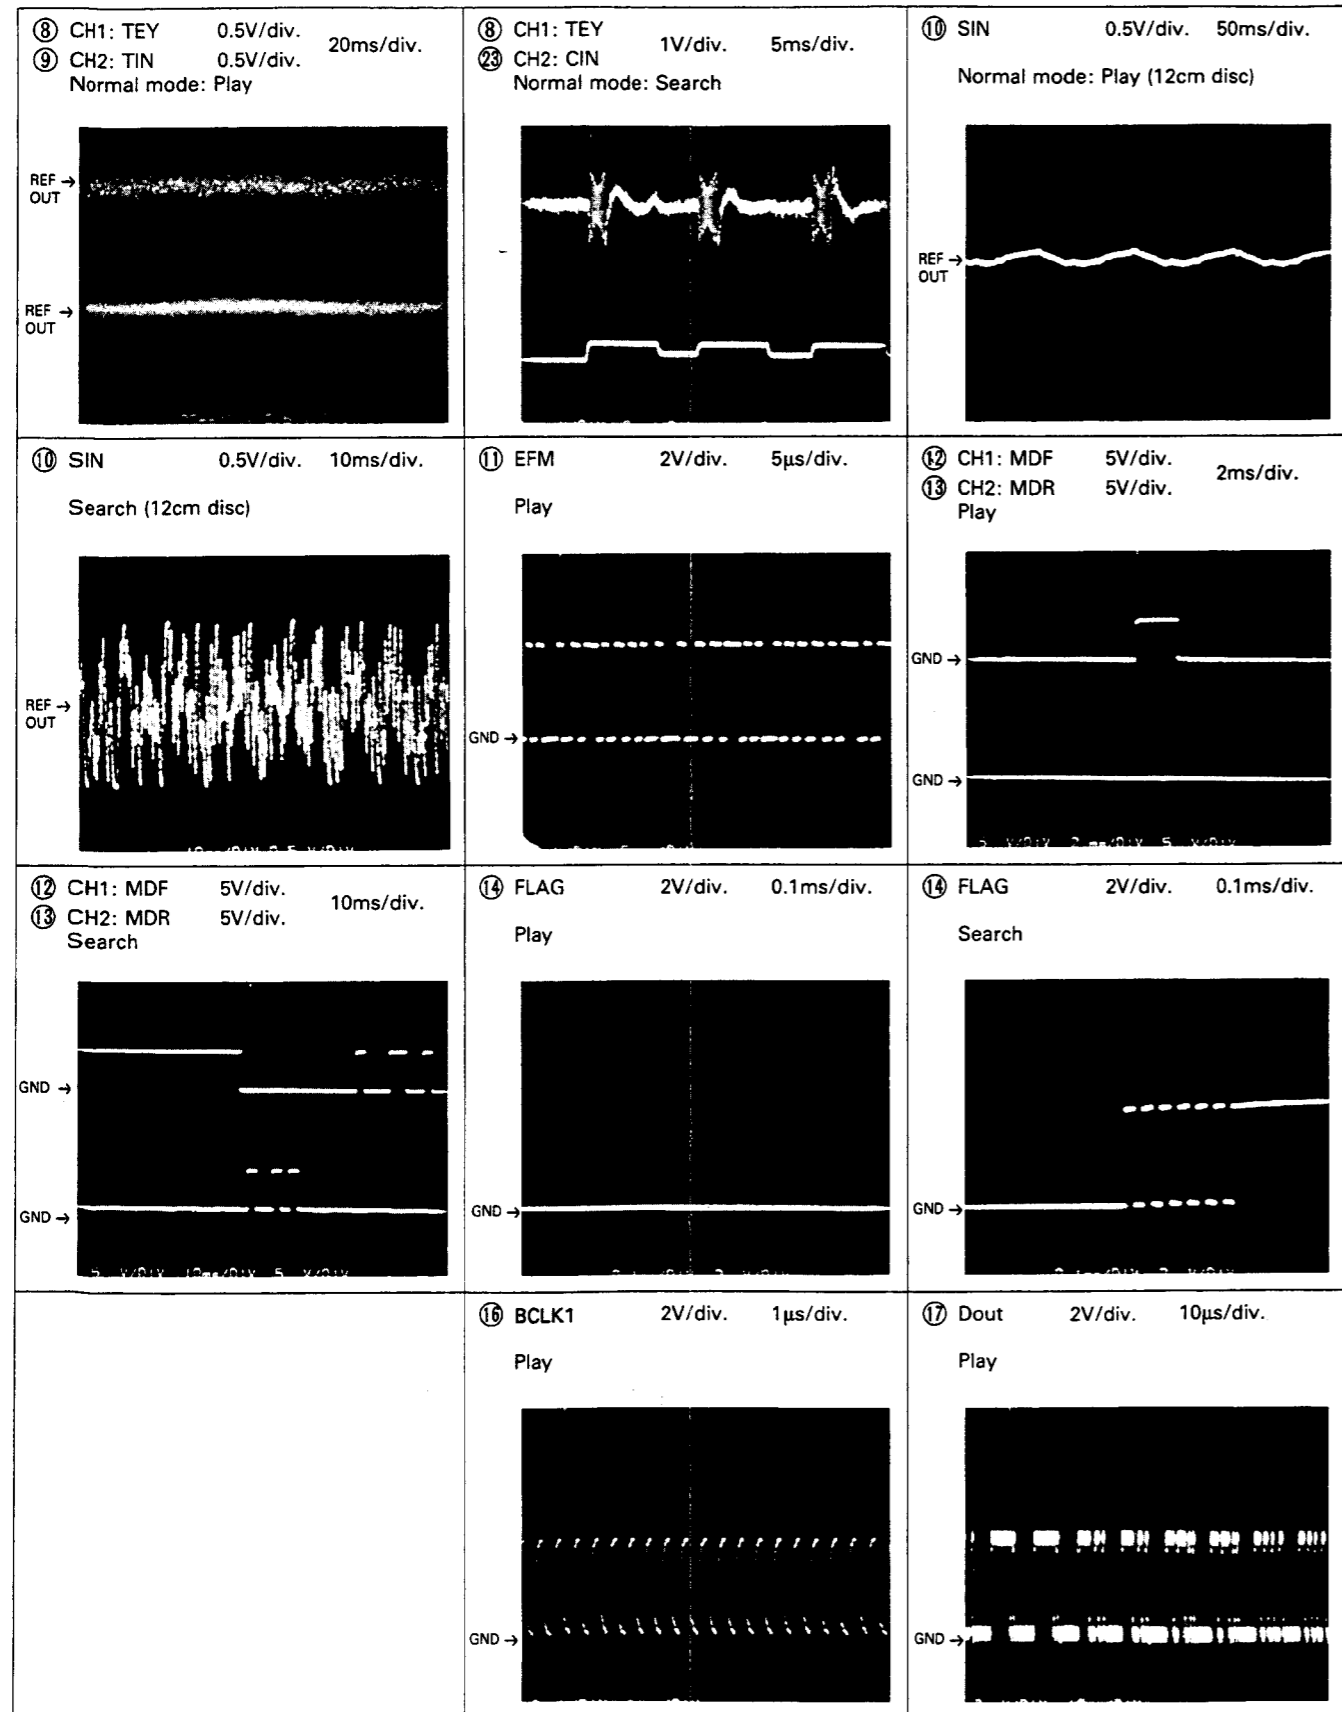 ⑧ CH1: TEY 0.5V/div. 20ms/div.
⑨ CH2: TIN 0.5V/div.
Normal mode: Play
REF →
OUT
REF →
OUT
⑧ CH1: TEY 1V/div. 5ms/div.
㉓ CH2: CIN
Normal mode: Search
⑩ SIN 0.5V/div. 50ms/div.
Normal mode: Play (12cm disc)
REF →
OUT
⑩ SIN 0.5V/div. 10ms/div.
Search (12cm disc)
REF →
OUT
⑪ EFM 2V/div. 5µs/div.
Play
GND →
⑫ CH1: MDF 5V/div. 2ms/div.
⑬ CH2: MDR 5V/div.
Play
GND →
GND →
⑫ CH1: MDF 5V/div. 10ms/div.
⑬ CH2: MDR 5V/div.
Search
GND →
GND →
⑭ FLAG 2V/div. 0.1ms/div.
Play
GND →
⑭ FLAG 2V/div. 0.1ms/div.
Search
GND →
⑯ BCLK1 2V/div. 1µs/div.
Play
GND →
⑰ Dout 2V/div. 10µs/div.
Play
GND →